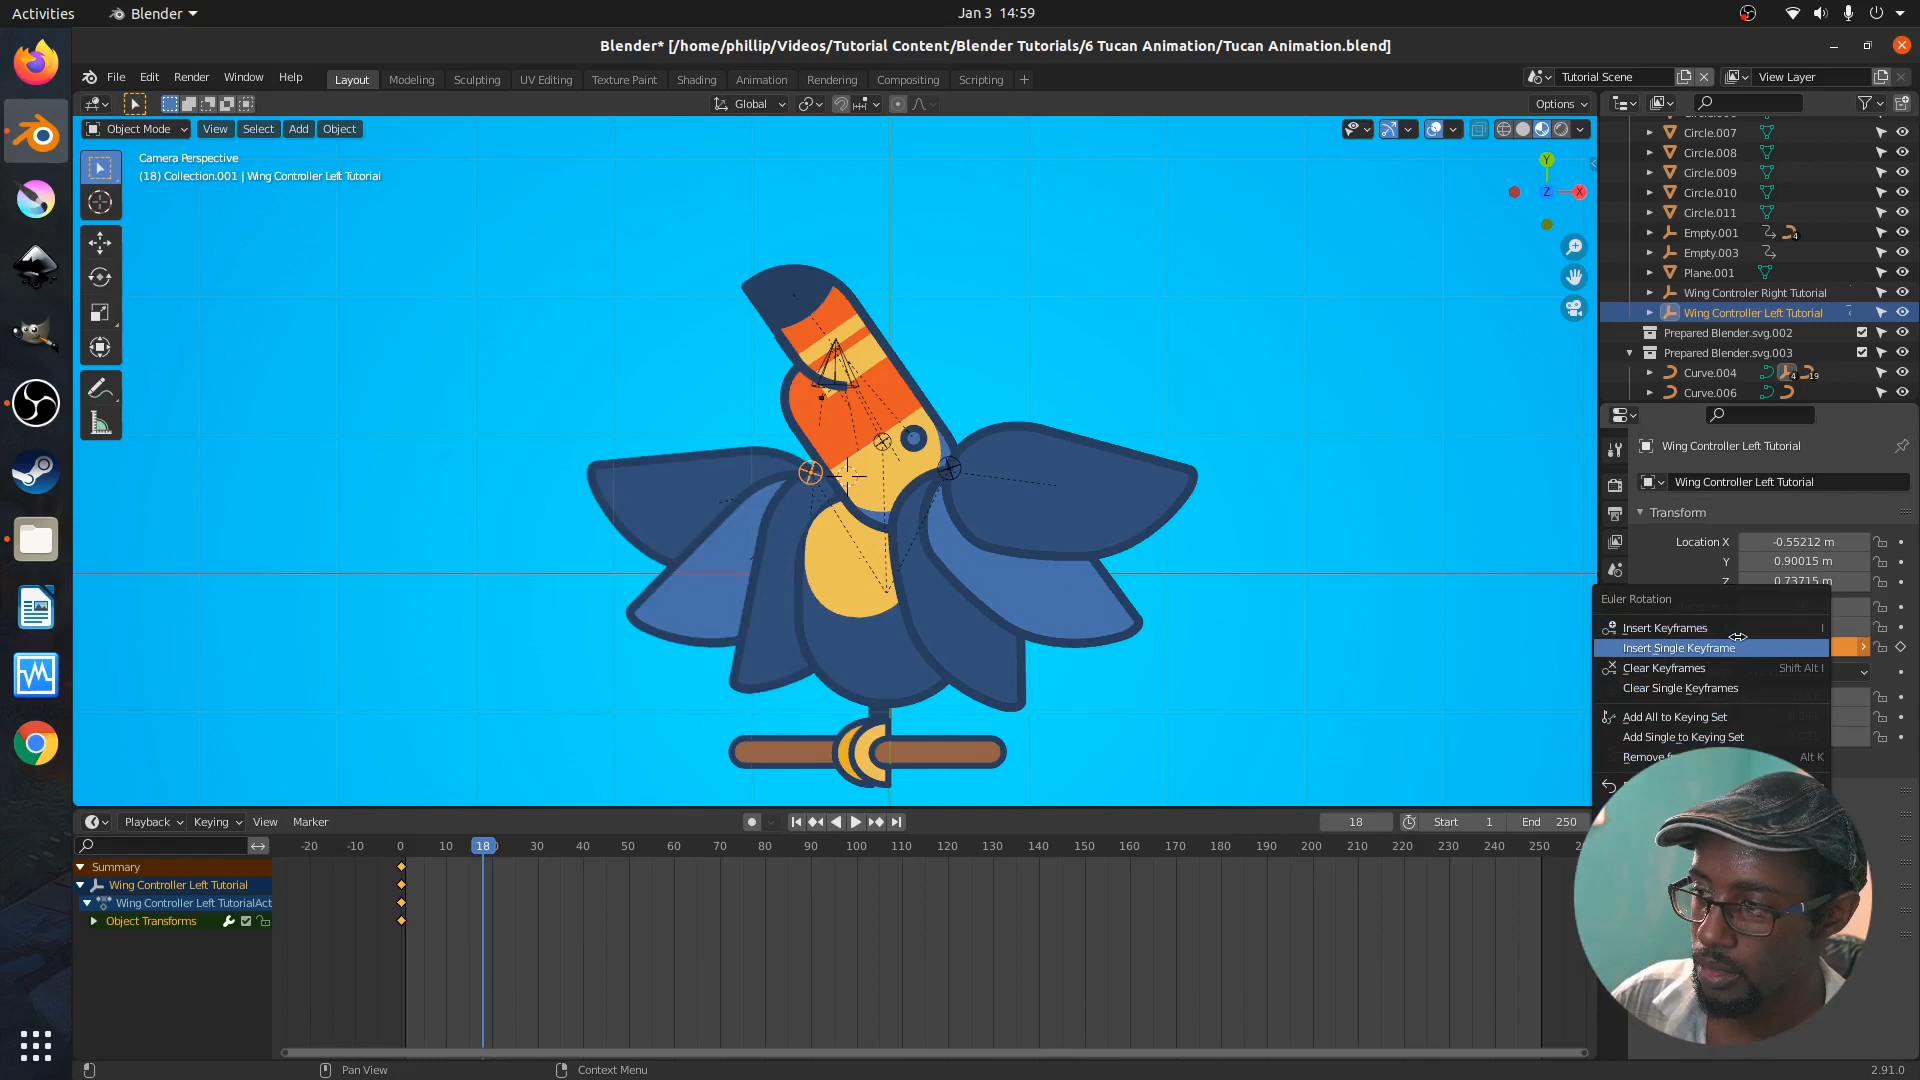 Activities
Blender
Jan 3 14:59
Blender* [/home/phillip/Videos/Tutorial Content/Blender Tutorials/6 Tucan Animation/Tucan Animation.blend]
File Edit Render Window Help
Layout Modeling Sculpting UV Editing Texture Paint Shading Animation Rendering Compositing Scripting +
Tutorial Scene
View Layer
Global
Options
Object Mode View Select Add Object
Camera Perspective
(18) Collection.001 | Wing Controller Left Tutorial
Y
Z
X
Circle.007
Circle.008
Circle.009
Circle.010
Circle.011
Empty.001 4
Empty.003
Plane.001
Wing Controler Right Tutorial
Wing Controller Left Tutorial
Prepared Blender.svg.002
Prepared Blender.svg.003
Curve.004 4 19
Curve.006
Wing Controller Left Tutorial
Wing Controller Left Tutorial
Transform
Location X -0.55212 m
Y 0.90015 m
Z 0.73715 m
Euler Rotation
Insert Keyframes I
Insert Single Keyframe
Clear Keyframes Shift Alt I
Clear Single Keyframes
Add All to Keying Set
Add Single to Keying Set
Remove Alt K
Playback Keying View Marker
18 Start 1 End 250
-20 -10 0 10 18 30 40 50 60 70 80 90 100 110 120 130 140 150 160 170 180 190 200 210 220 230 240 250
Summary
Wing Controller Left Tutorial
Wing Controller Left TutorialAct
Object Transforms
Pan View
Context Menu
2.91.0